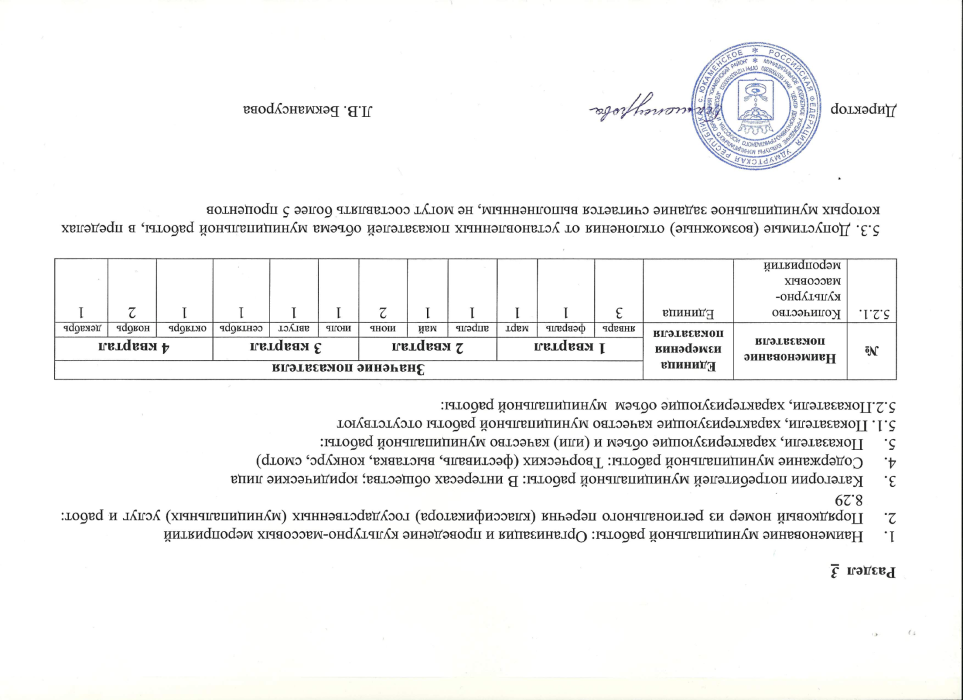 Раздел 3
1. Наименование муниципальной работы: Организация и проведение культурно-массовых мероприятий
2. Порядковый номер из регионального перечня (классификатора) государственных (муниципальных) услуг и работ:
8.29
3. Категории потребителей муниципальной работы: В интересах общества; юридические лица
4. Содержание муниципальной работы: Творческих (фестиваль, выставка, конкурс, смотр)
5. Показатели, характеризующие объем и (или) качество муниципальной работы:
5.1. Показатели, характеризующие качество муниципальной работы отсутствуют
5.2.Показатели, характеризующие объем муниципальной работы:
№ Наименование показателя Единица измерения показателя Значение показателя
1 квартал 2 квартал 3 квартал 4 квартал
январь февраль март апрель май июнь июль август сентябрь октябрь ноябрь декабрь
5.2.1. Количество культурно-массовых мероприятий Единица 3 1 1 1 1 2 1 1 1 1 2 1
5.3. Допустимые (возможные) отклонения от установленных показателей объема муниципальной работы, в пределах
которых муниципальное задание считается выполненным, не могут составлять более 5 процентов
Директор Л.В. Бекмансурова
РОССИЙСКАЯ ФЕДЕРАЦИЯ УДМУРТСКАЯ РЕСПУБЛИКА с. ЮКАМЕНСКОЕ